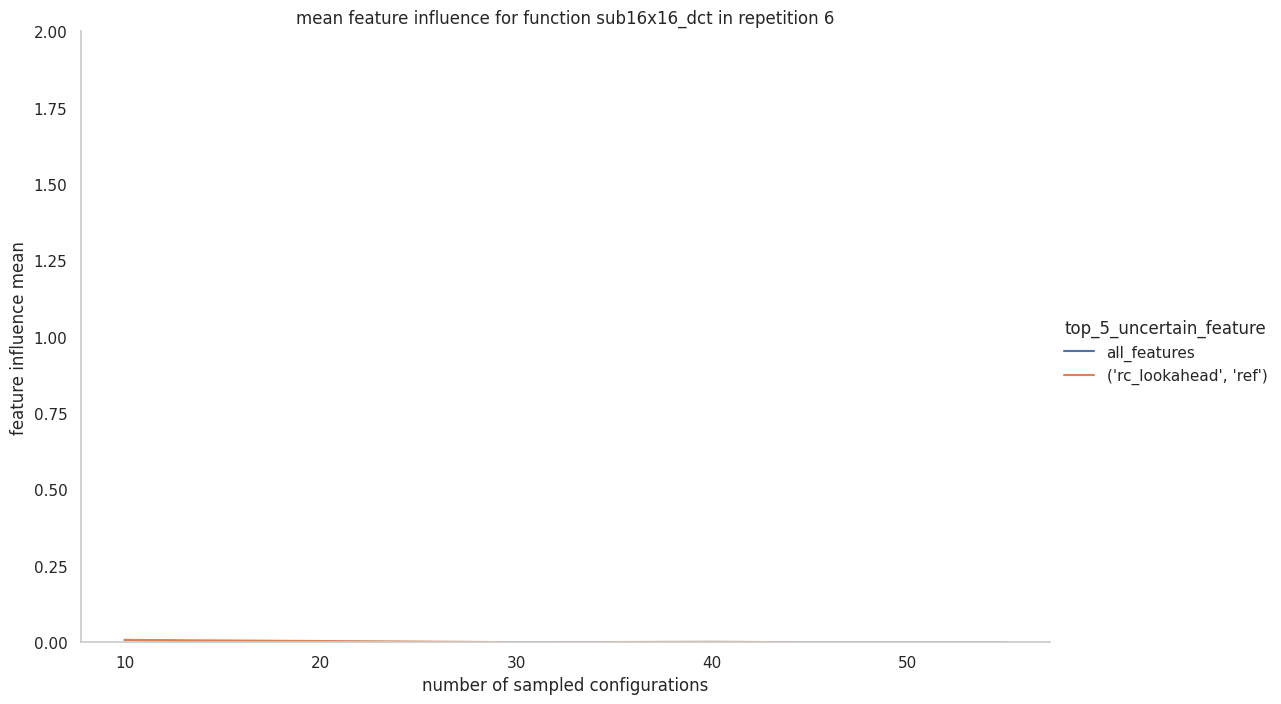 mean feature influence for function sub16x16_dct in repetition 6
2.00
1.75
1.50
1.25
1.00
0.75
0.50
0.25
0.00
feature influence mean
10
20
30
40
50
number of sampled configurations
top_5_uncertain_feature
all_features
('rc_lookahead', 'ref')